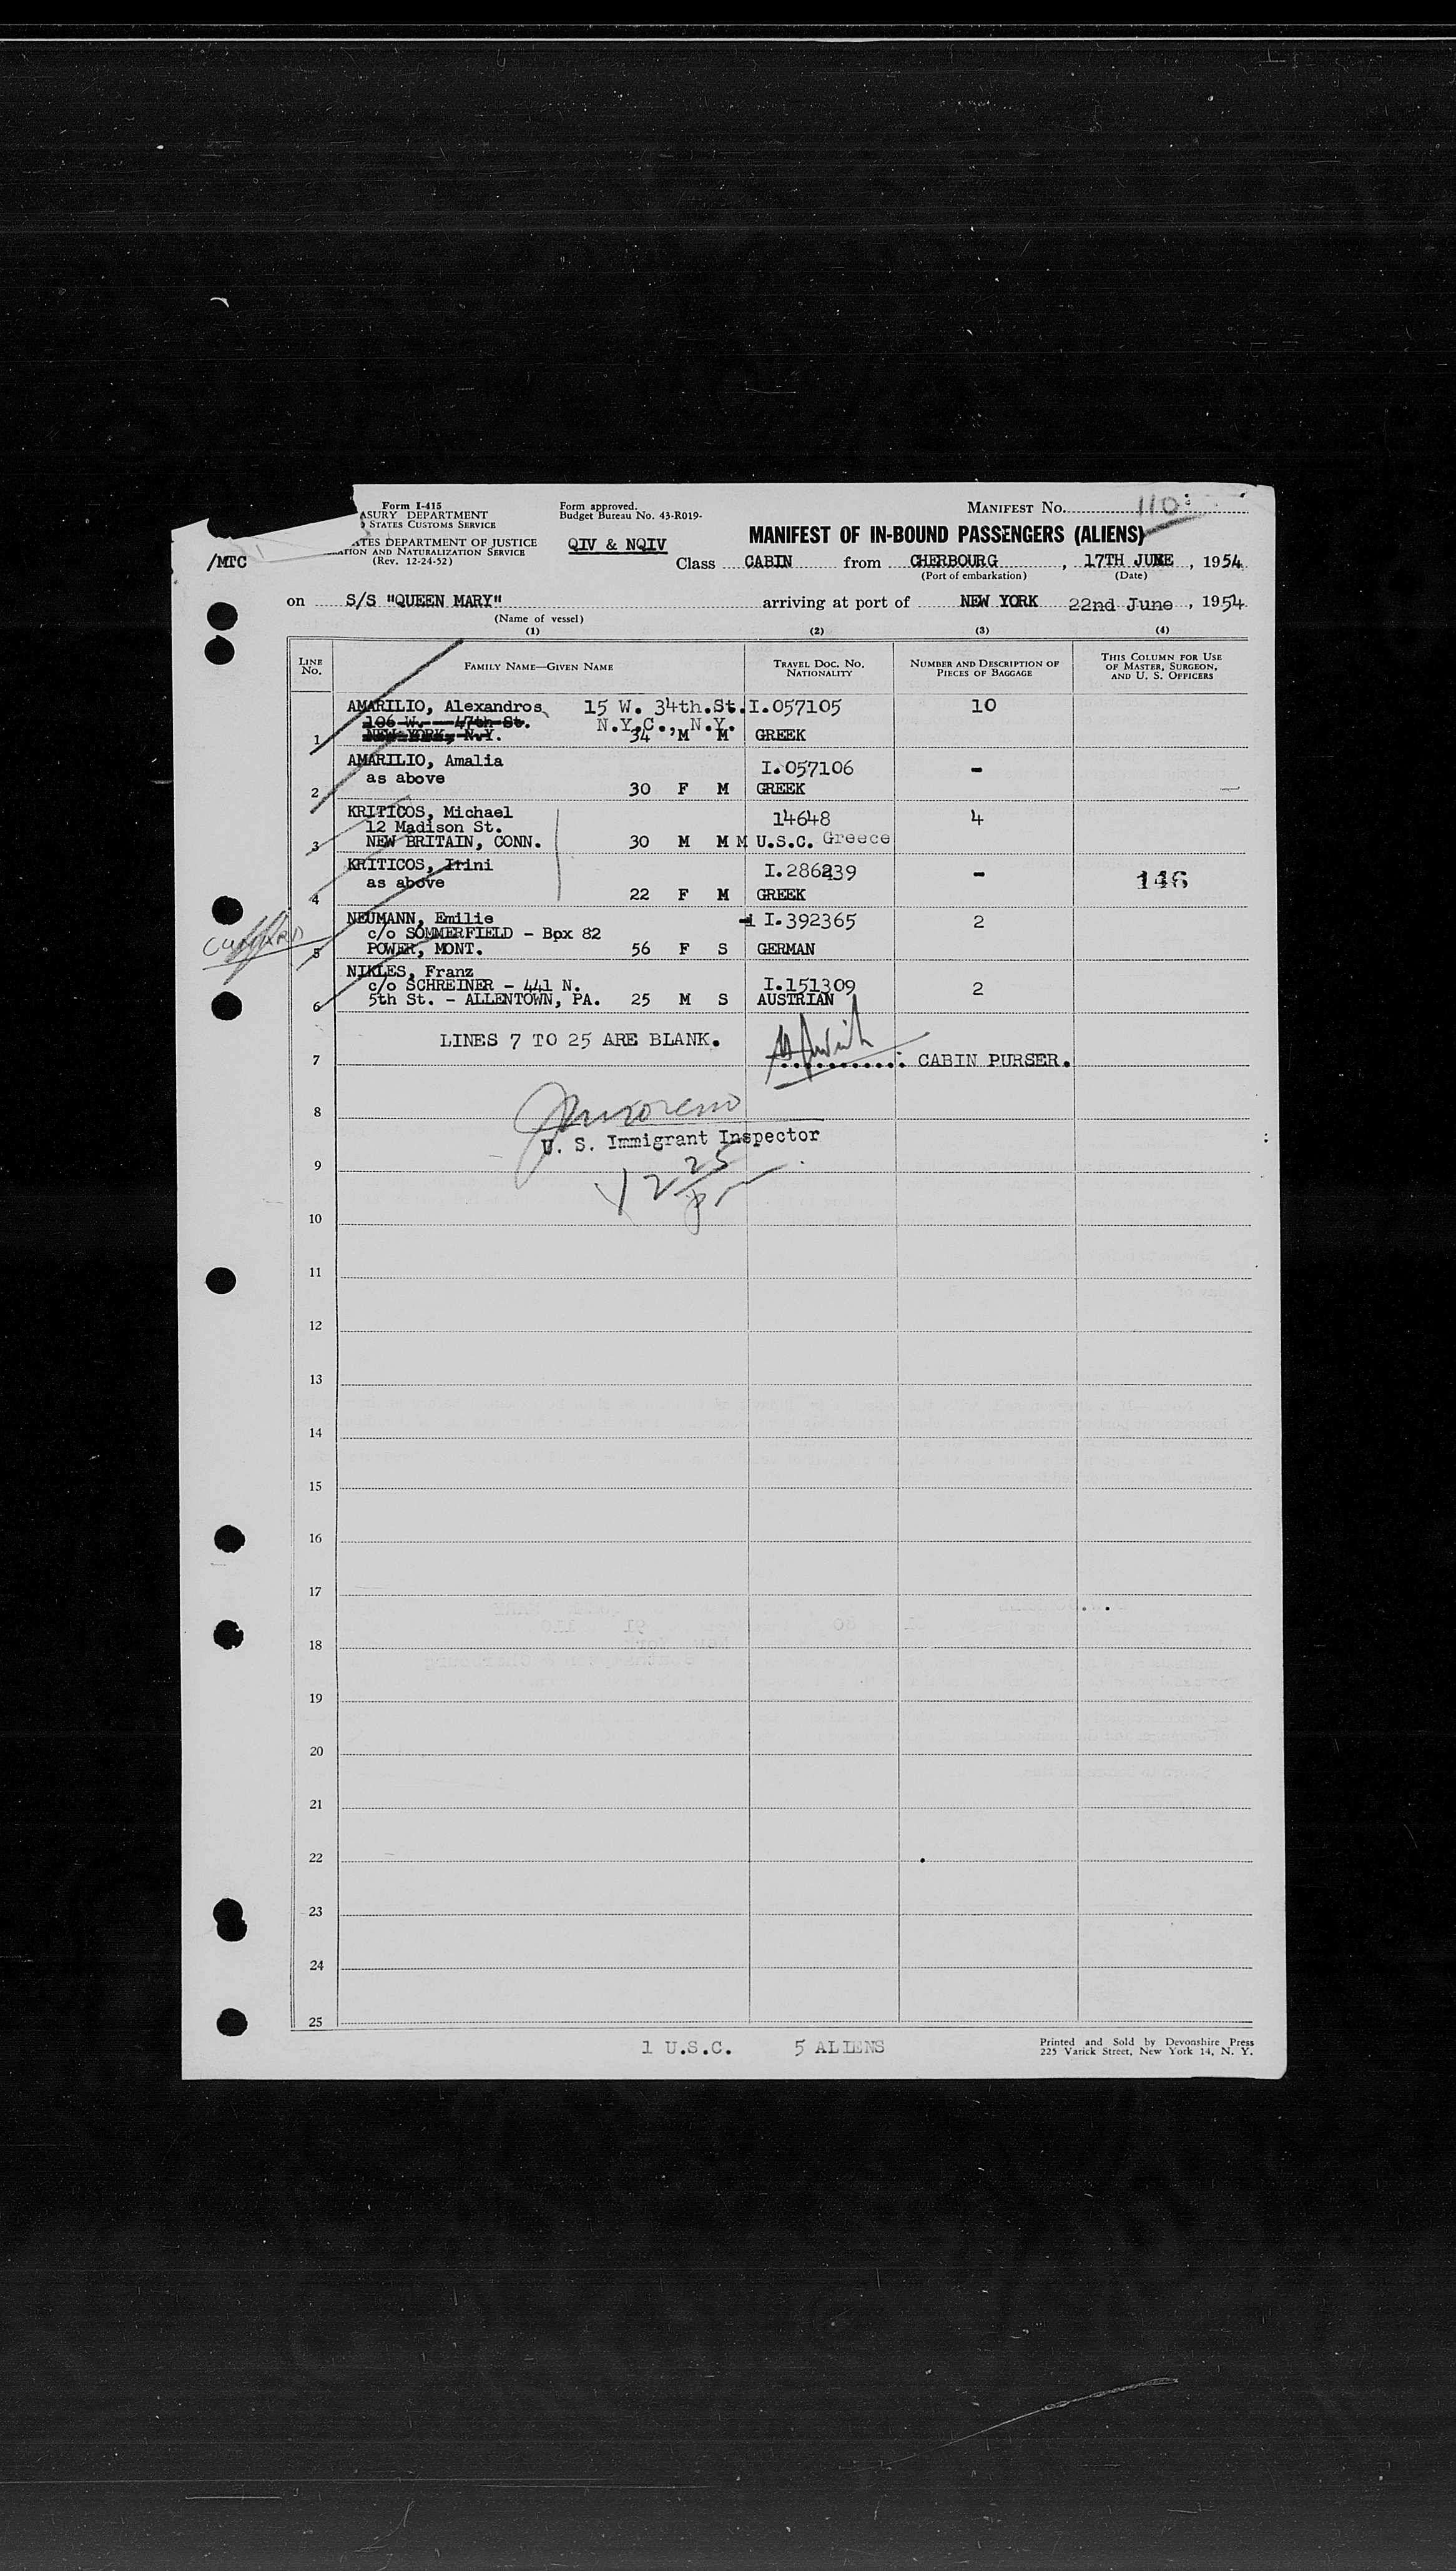 Form I-415
ASURY DEPARTMENT
STATES CUSTOMS SERVICE
TES DEPARTMENT OF JUSTICE
TION AND NATURALIZATION SERVICE
(Rev. 12-24-52)
Form approved.
Budget Bureau No. 43-R019-
QIV & NQIV
MANIFEST No. 110
MANIFEST OF IN-BOUND PASSENGERS (ALIENS)
/MTC
Class CABIN from CHERBOURG, 17TH JUNE, 1954
(Port of embarkation) (Date)
on S/S "QUEEN MARY" arriving at port of NEW YORK 22nd June, 1954
(Name of vessel)
(1) (2) (3) (4)
LINE No. FAMILY NAME—GIVEN NAME TRAVEL DOC. No. NATIONALITY NUMBER AND DESCRIPTION OF PIECES OF BAGGAGE THIS COLUMN FOR USE OF MASTER, SURGEON, AND U. S. OFFICERS
AMARILIO, Alexandros 15 W. 34th.St. I.057105 10
106 W. 47th St. N.Y.C., N.Y.
NEW YORK, N.Y.
1 34 M M GREEK
AMARILIO, Amalia I.057106 -
as above
2 30 F M GREEK
KRITICOS, Michael 14648 4
12 Madison St.
3 NEW BRITAIN, CONN. 30 M M M U.S.C. Greece
KRITICOS, Irini I.286239 -
as above 146
4 22 F M GREEK
NEUMANN, Emilie I.392365 2
CUNARD c/o SOMMERFIELD - Box 82
5 POWER, MONT. 56 F S GERMAN
NIKLES, Franz
c/o SCHREINER - 441 N. I.151309 2
6 5th St. - ALLENTOWN, PA. 25 M S AUSTRIAN
LINES 7 TO 25 ARE BLANK.
7 CABIN PURSER.
8
U. S. Immigrant Inspector
9
12 25
10
11
12
13
14
15
16
17
18
19
20
21
22
23
24
25
1 U.S.C. 5 ALIENS
Printed and Sold by Devonshire Press
225 Varick Street, New York 14, N. Y.